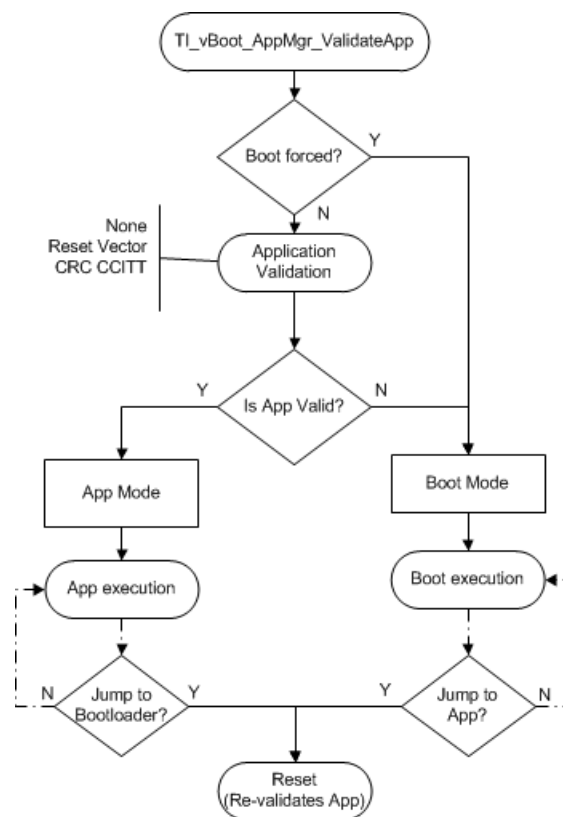 TI_vBoot_AppMgr_ValidateApp
Boot forced?
Y
N
None
Reset Vector
CRC CCITT
Application
Validation
Y
Is App Valid?
N
App Mode
Boot Mode
App execution
Boot execution
N
Jump to
Bootloader?
Y
Y
Jump to
App?
N
Reset
(Re-validates App)